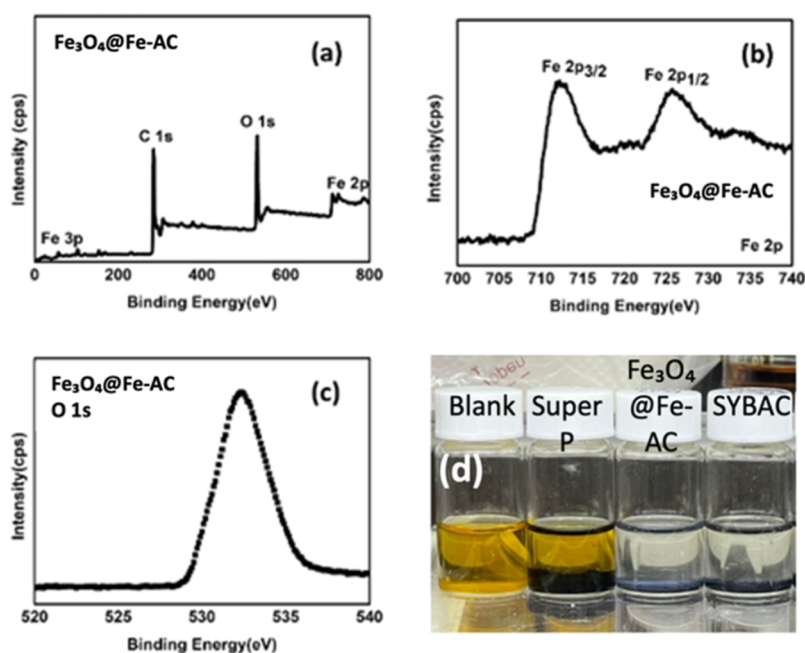 Fe₃O₄@Fe-AC
(a)
Intensity (cps)
C 1s
O 1s
Fe 2p
Fe 3p
0 200 400 600 800
Binding Energy(eV)
(b)
Intensity(cps)
Fe 2p3/2
Fe 2p1/2
Fe₃O₄@Fe-AC
Fe 2p
700 705 710 715 720 725 730 735 740
Binding Energy(eV)
Fe₃O₄@Fe-AC
O 1s
(c)
Intensity(cps)
520 525 530 535 540
Binding Energy(eV)
Blank
Super
P
Fe₃O₄
@Fe-
AC
SYBAC
(d)